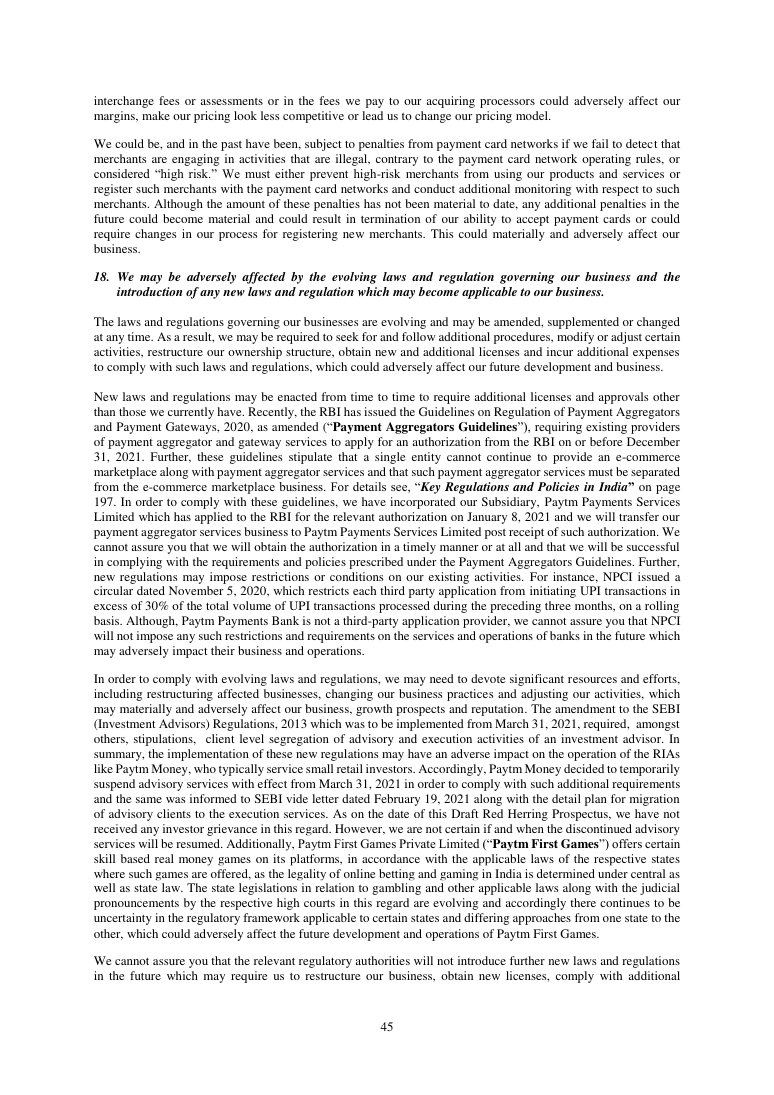 interchange fees or assessments or in the fees we pay to our acquiring processors could adversely affect our
margins, make our pricing look less competitive or lead us to change our pricing model.
We could be, and in the past have been, subject to penalties from payment card networks if we fail to detect that
merchants are engaging in activities that are illegal, contrary to the payment card network operating rules, or
considered “high risk.” We must either prevent high-risk merchants from using our products and services or
register such merchants with the payment card networks and conduct additional monitoring with respect to such
merchants. Although the amount of these penalties has not been material to date, any additional penalties in the
future could become material and could result in termination of our ability to accept payment cards or could
require changes in our process for registering new merchants. This could materially and adversely affect our
business.
18. We may be adversely affected by the evolving laws and regulation governing our business and the
introduction of any new laws and regulation which may become applicable to our business.
The laws and regulations governing our businesses are evolving and may be amended, supplemented or changed
at any time. As a result, we may be required to seek for and follow additional procedures, modify or adjust certain
activities, restructure our ownership structure, obtain new and additional licenses and incur additional expenses
to comply with such laws and regulations, which could adversely affect our future development and business.
New laws and regulations may be enacted from time to time to require additional licenses and approvals other
than those we currently have. Recently, the RBI has issued the Guidelines on Regulation of Payment Aggregators
and Payment Gateways, 2020, as amended (“Payment Aggregators Guidelines”), requiring existing providers
of payment aggregator and gateway services to apply for an authorization from the RBI on or before December
31, 2021. Further, these guidelines stipulate that a single entity cannot continue to provide an e-commerce
marketplace along with payment aggregator services and that such payment aggregator services must be separated
from the e-commerce marketplace business. For details see, “Key Regulations and Policies in India” on page
197. In order to comply with these guidelines, we have incorporated our Subsidiary, Paytm Payments Services
Limited which has applied to the RBI for the relevant authorization on January 8, 2021 and we will transfer our
payment aggregator services business to Paytm Payments Services Limited post receipt of such authorization. We
cannot assure you that we will obtain the authorization in a timely manner or at all and that we will be successful
in complying with the requirements and policies prescribed under the Payment Aggregators Guidelines. Further,
new regulations may impose restrictions or conditions on our existing activities. For instance, NPCI issued a
circular dated November 5, 2020, which restricts each third party application from initiating UPI transactions in
excess of 30% of the total volume of UPI transactions processed during the preceding three months, on a rolling
basis. Although, Paytm Payments Bank is not a third-party application provider, we cannot assure you that NPCI
will not impose any such restrictions and requirements on the services and operations of banks in the future which
may adversely impact their business and operations.
In order to comply with evolving laws and regulations, we may need to devote significant resources and efforts,
including restructuring affected businesses, changing our business practices and adjusting our activities, which
may materially and adversely affect our business, growth prospects and reputation. The amendment to the SEBI
(Investment Advisors) Regulations, 2013 which was to be implemented from March 31, 2021, required, amongst
others, stipulations, client level segregation of advisory and execution activities of an investment advisor. In
summary, the implementation of these new regulations may have an adverse impact on the operation of the RIAs
like Paytm Money, who typically service small retail investors. Accordingly, Paytm Money decided to temporarily
suspend advisory services with effect from March 31, 2021 in order to comply with such additional requirements
and the same was informed to SEBI vide letter dated February 19, 2021 along with the detail plan for migration
of advisory clients to the execution services. As on the date of this Draft Red Herring Prospectus, we have not
received any investor grievance in this regard. However, we are not certain if and when the discontinued advisory
services will be resumed. Additionally, Paytm First Games Private Limited (“Paytm First Games”) offers certain
skill based real money games on its platforms, in accordance with the applicable laws of the respective states
where such games are offered, as the legality of online betting and gaming in India is determined under central as
well as state law. The state legislations in relation to gambling and other applicable laws along with the judicial
pronouncements by the respective high courts in this regard are evolving and accordingly there continues to be
uncertainty in the regulatory framework applicable to certain states and differing approaches from one state to the
other, which could adversely affect the future development and operations of Paytm First Games.
We cannot assure you that the relevant regulatory authorities will not introduce further new laws and regulations
in the future which may require us to restructure our business, obtain new licenses, comply with additional
45